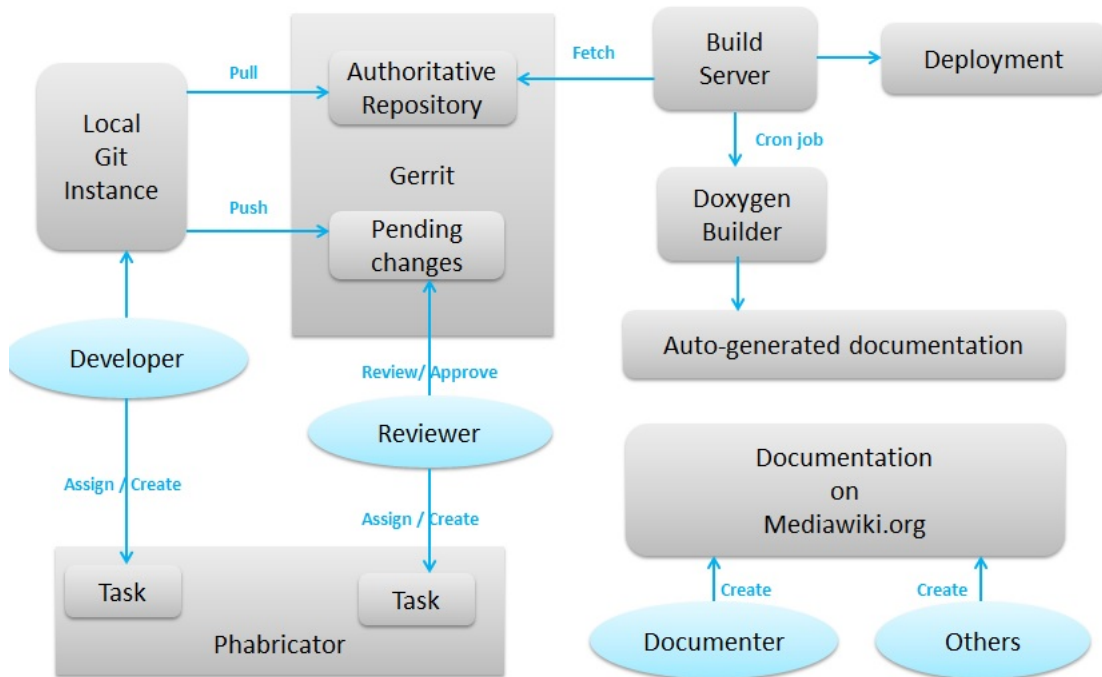 Local
Git
Instance
Pull
Push
Authoritative
Repository
Gerrit
Pending
changes
Fetch
Build
Server
Deployment
Cron job
Doxygen
Builder
Auto-generated documentation
Developer
Review/ Approve
Reviewer
Assign / Create
Assign / Create
Task
Task
Phabricator
Documentation
on
Mediawiki.org
Create
Create
Documenter
Others